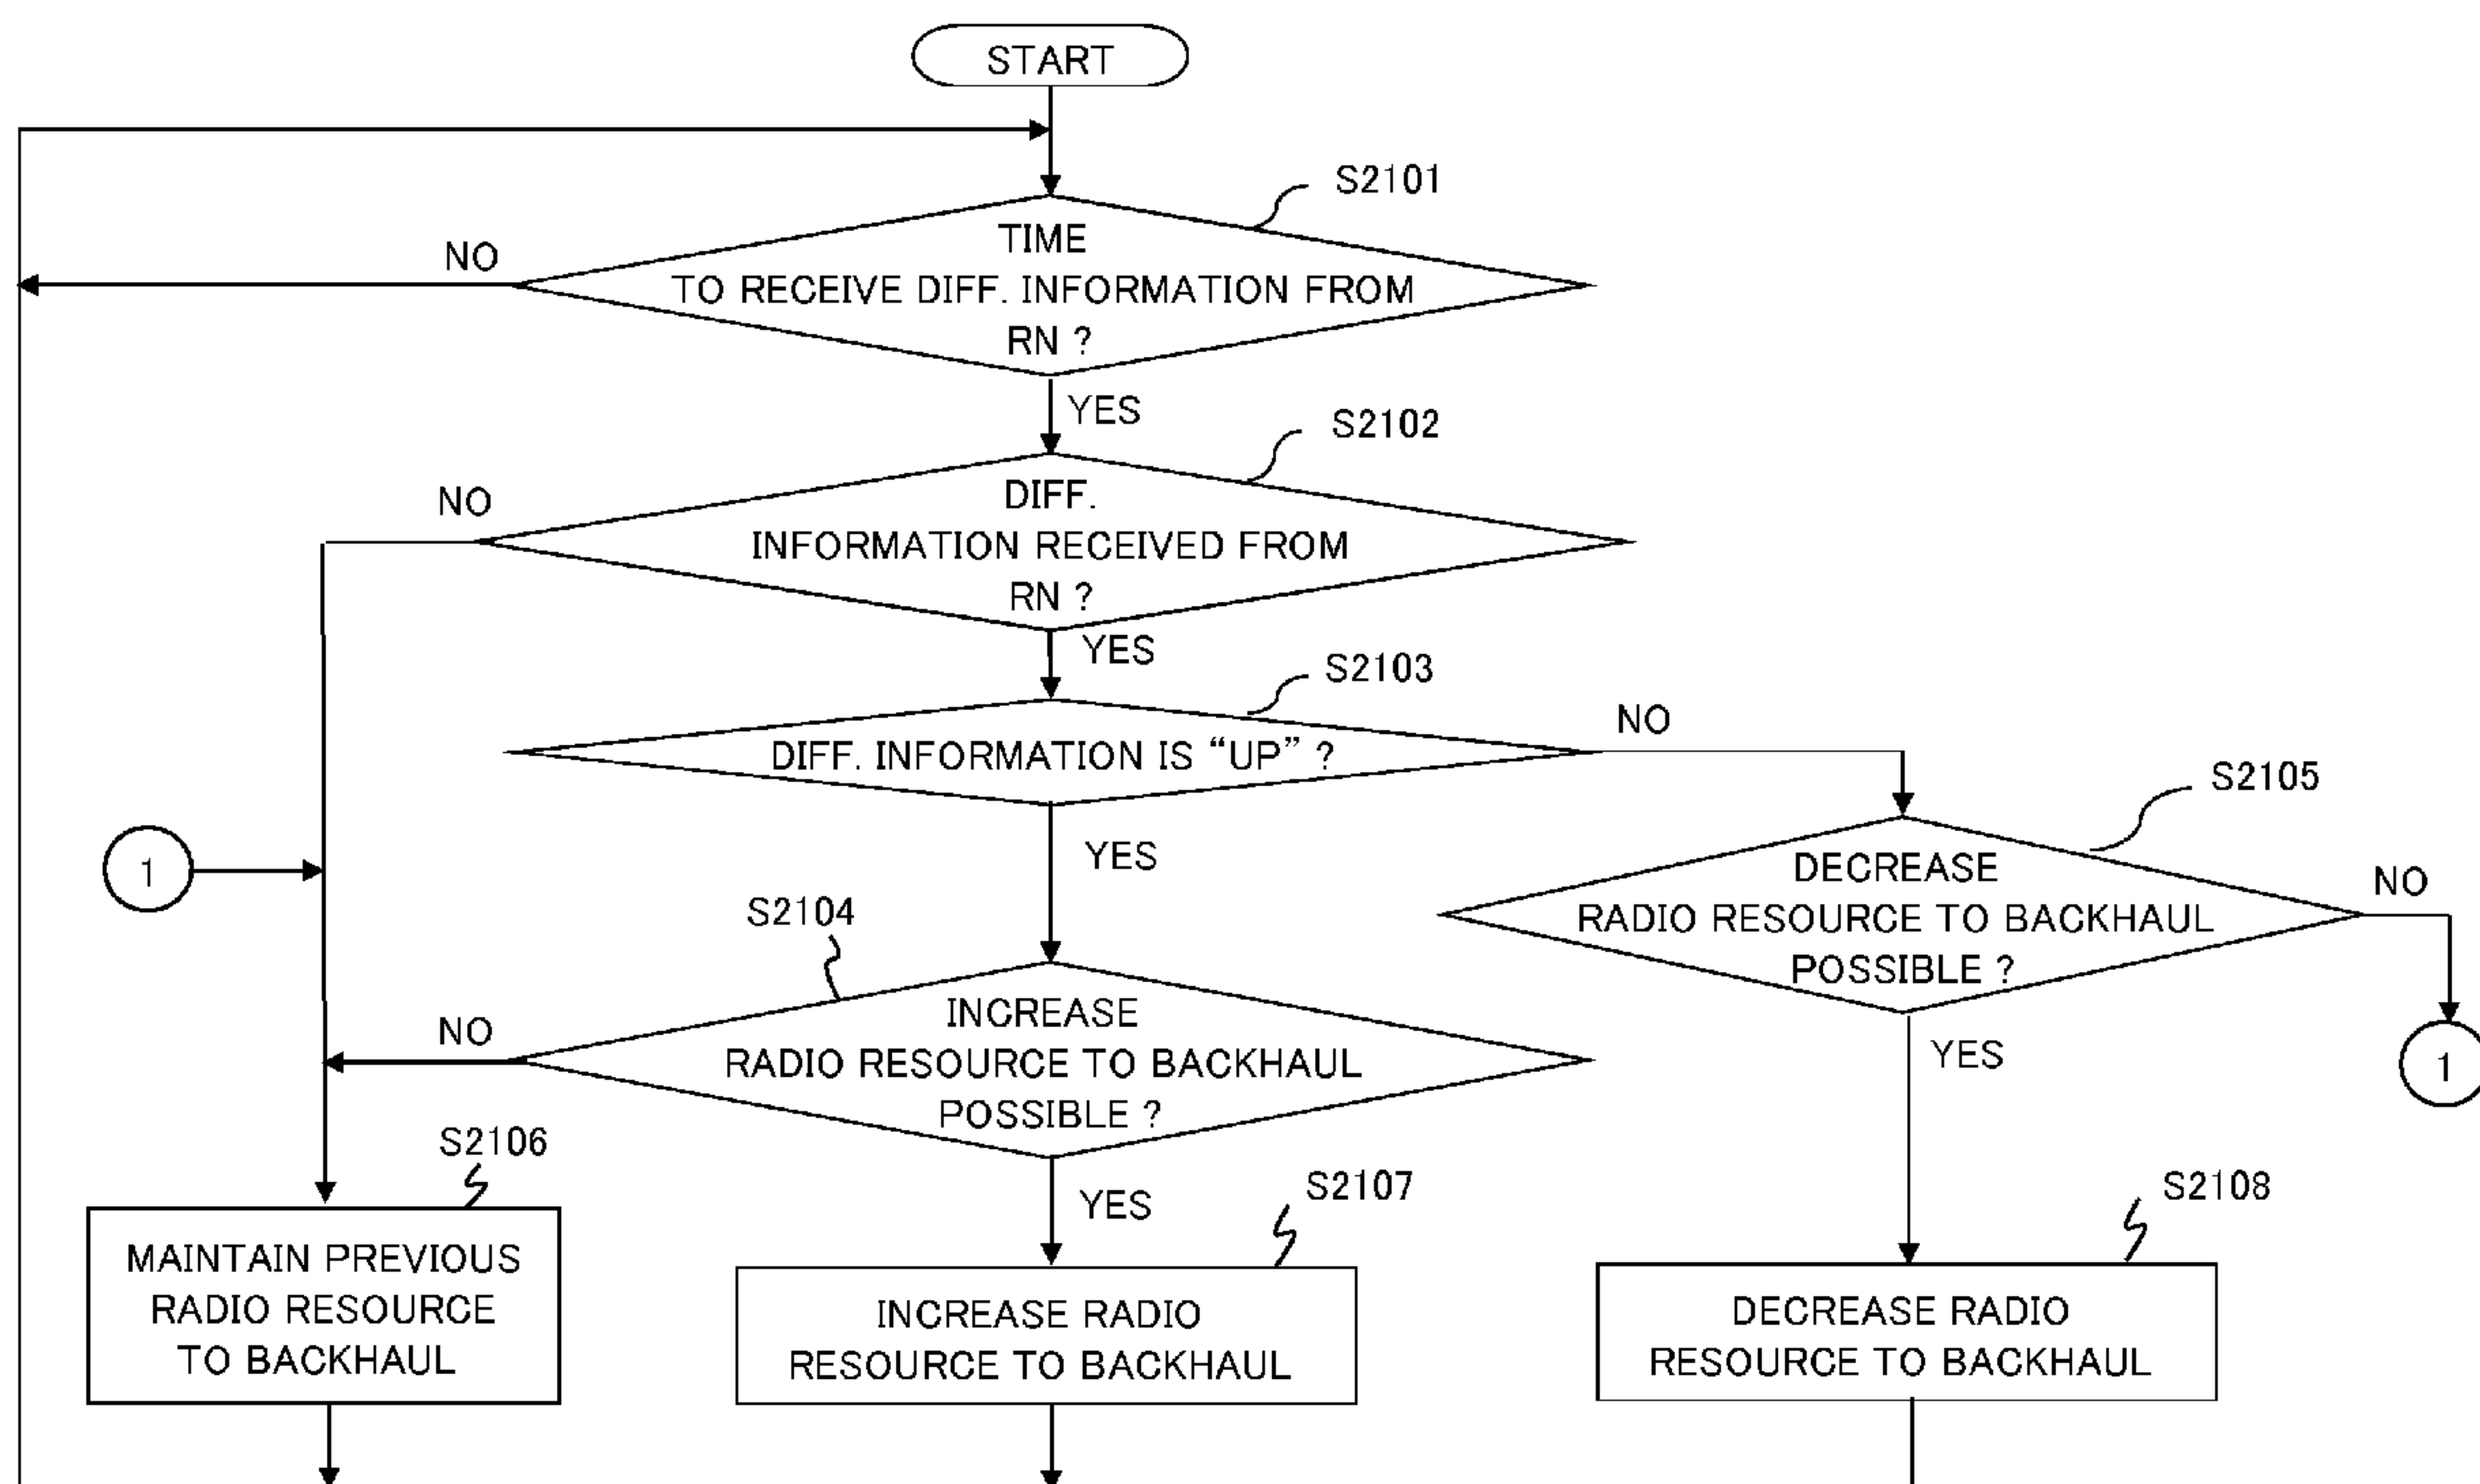 START
S2101
NO
TIME
TO RECEIVE DIFF. INFORMATION FROM
RN ?
YES
S2102
NO
DIFF.
INFORMATION RECEIVED FROM
RN ?
YES
S2103
DIFF. INFORMATION IS “UP” ?
NO
S2105
YES
1
DECREASE
RADIO RESOURCE TO BACKHAUL
POSSIBLE ?
NO
S2104
INCREASE
RADIO RESOURCE TO BACKHAUL
POSSIBLE ?
NO
YES
1
S2106
YES
S2107
S2108
MAINTAIN PREVIOUS
RADIO RESOURCE
TO BACKHAUL
INCREASE RADIO
RESOURCE TO BACKHAUL
DECREASE RADIO
RESOURCE TO BACKHAUL